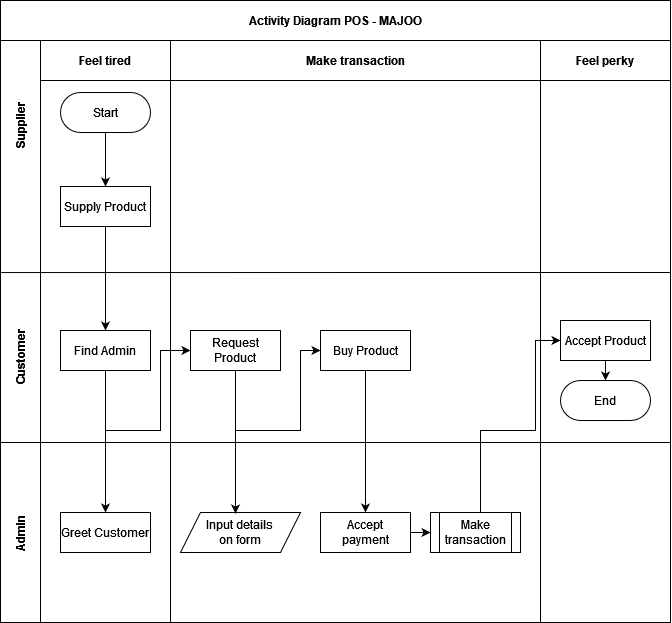 Activity Diagram POS - MAJOO
Feel tired
Make transaction
Feel perky
Supplier
Start
Supply Product
Customer
Find Admin
Request
Product
Buy Product
Accept Product
End
Admin
Greet Customer
Input details
on form
Accept
payment
Make
transaction